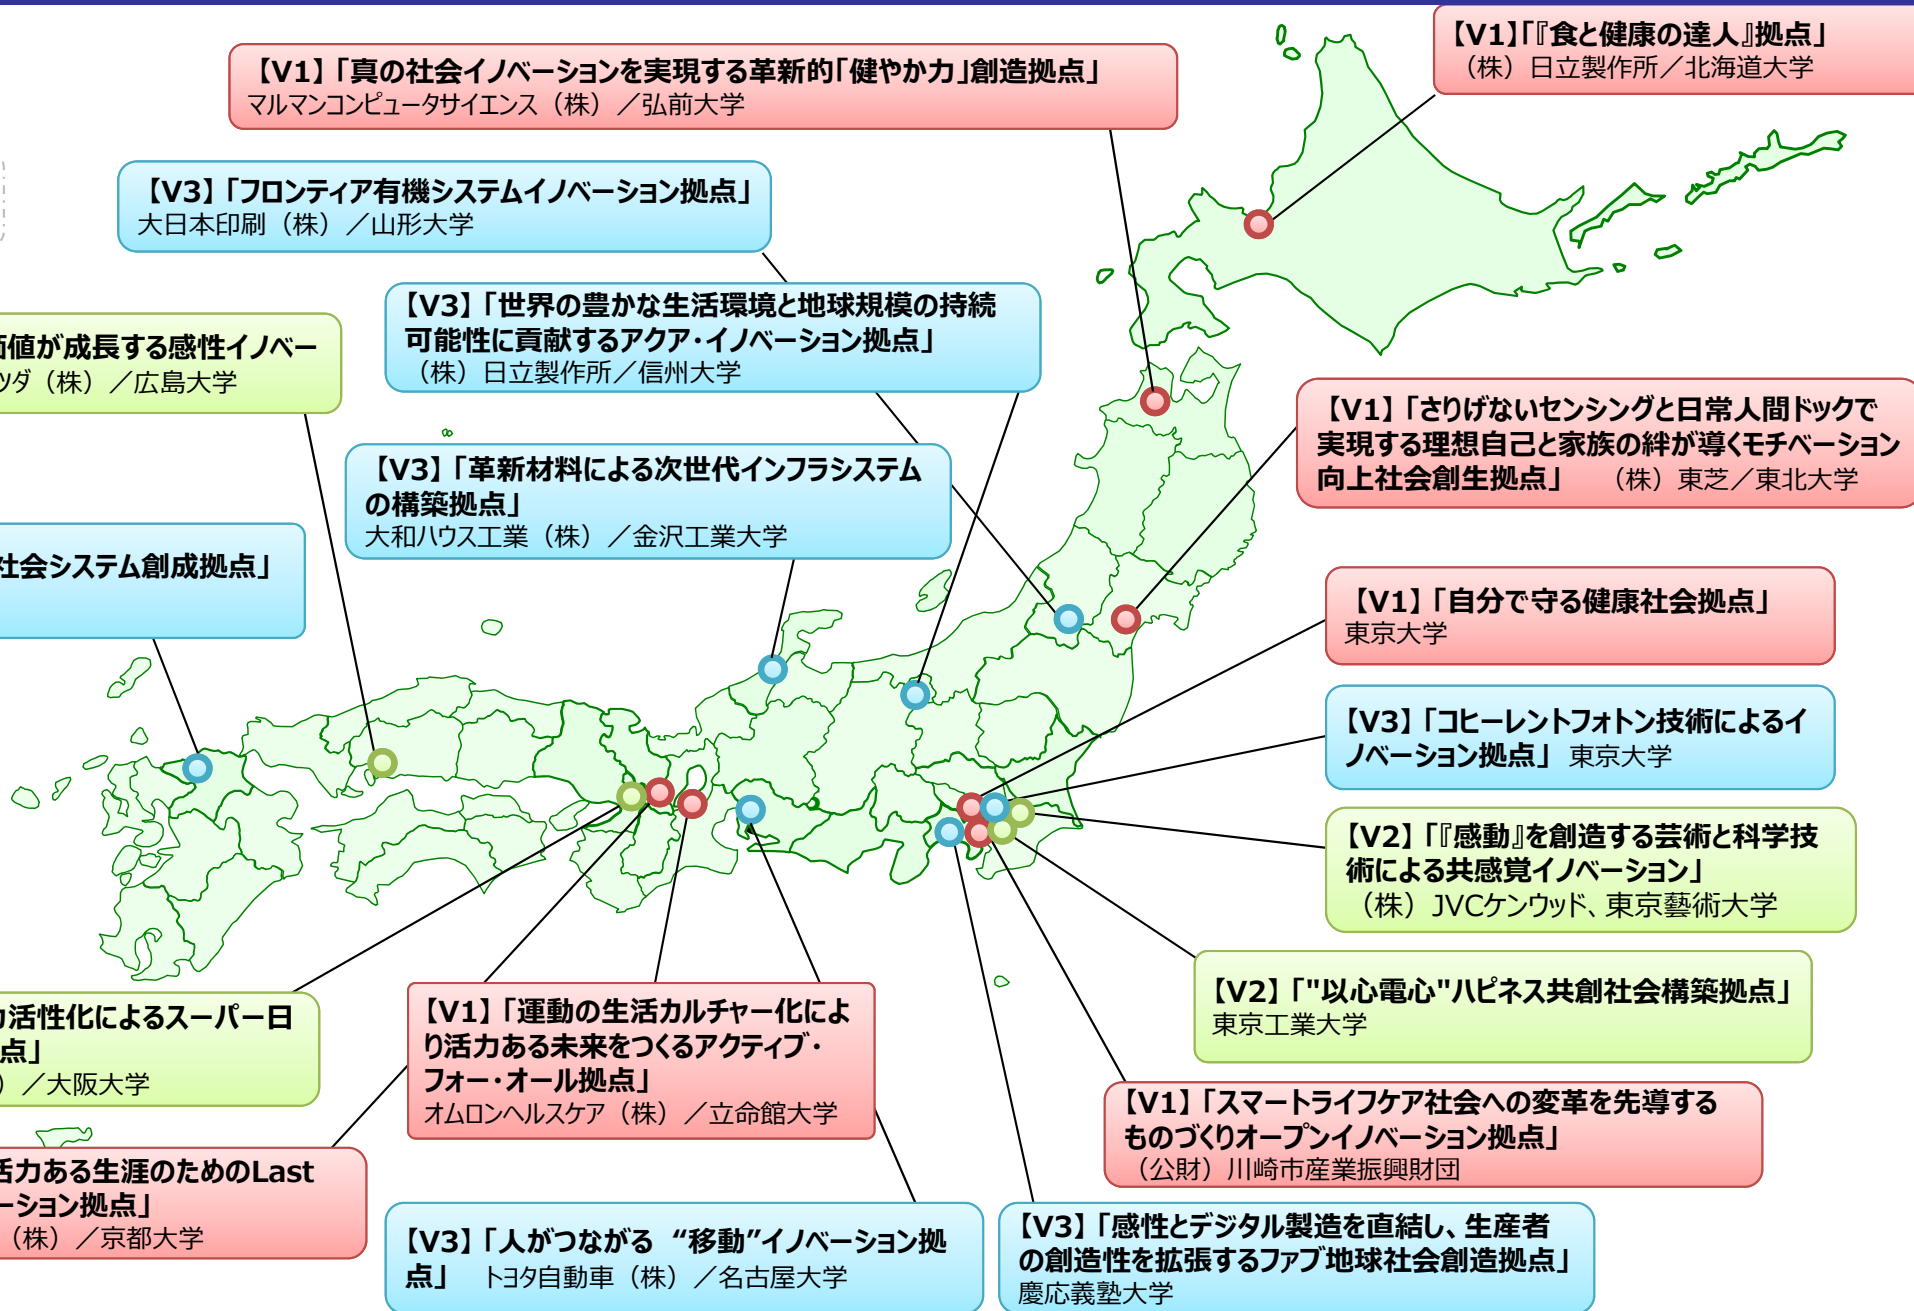 【V1】「『食と健康の達人』拠点」
（株）日立製作所／北海道大学
【V1】「真の社会イノベーションを実現する革新的「健やか力」創造拠点」
マルマンコンピュータサイエンス（株）／弘前大学
【V3】「フロンティア有機システムイノベーション拠点」
大日本印刷（株）／山形大学
【V3】「世界の豊かな生活環境と地球規模の持続
可能性に貢献するアクア・イノベーション拠点」
（株）日立製作所／信州大学
値が成長する感性イノベー
ツダ（株）／広島大学
【V1】「さりげないセンシングと日常人間ドックで
実現する理想自己と家族の絆が導くモチベーション
向上社会創生拠点」　（株）東芝／東北大学
【V3】「革新材料による次世代インフラシステム
の構築拠点」
大和ハウス工業（株）／金沢工業大学
社会システム創成拠点」
【V1】「自分で守る健康社会拠点」
東京大学
【V3】「コヒーレントフォトン技術によるイ
ノベーション拠点」 東京大学
【V2】「『感動』を創造する芸術と科学技
術による共感覚イノベーション」
（株）JVCケンウッド、東京藝術大学
【V2】「"以心電心"ハピネス共創社会構築拠点」
東京工業大学
力活性化によるスーパー日
点」
）／大阪大学
【V1】「運動の生活カルチャー化によ
り活力ある未来をつくるアクティブ・
フォー・オール拠点」
オムロンヘルスケア（株）／立命館大学
【V1】「スマートライフケア社会への変革を先導する
ものづくりオープンイノベーション拠点」
（公財）川崎市産業振興財団
活力ある生涯のためのLast
ーション拠点」
（株）／京都大学
【V3】「人がつながる “移動”イノベーション拠
点」　トヨタ自動車（株）／名古屋大学
【V3】「感性とデジタル製造を直結し、生産者
の創造性を拡張するファブ地球社会創造拠点」
慶応義塾大学